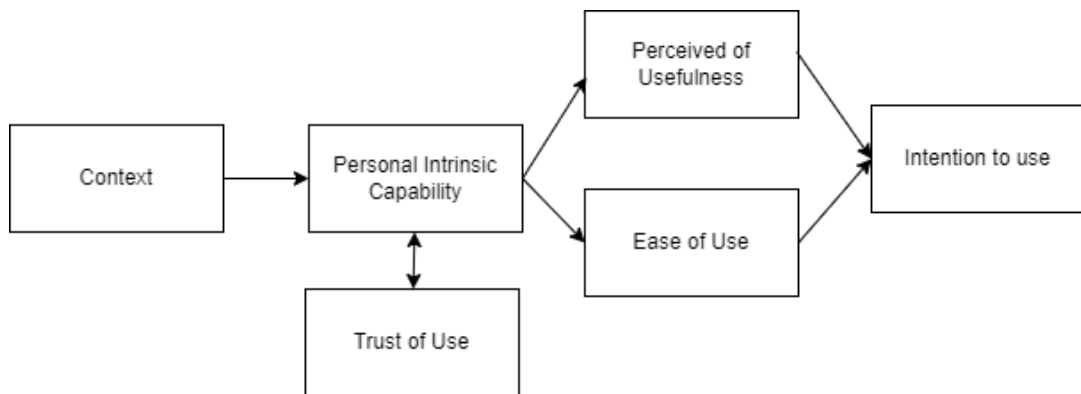 Perceived of
Usefulness
Context
Personal Intrinsic
Capability
Intention to use
Ease of Use
Trust of Use